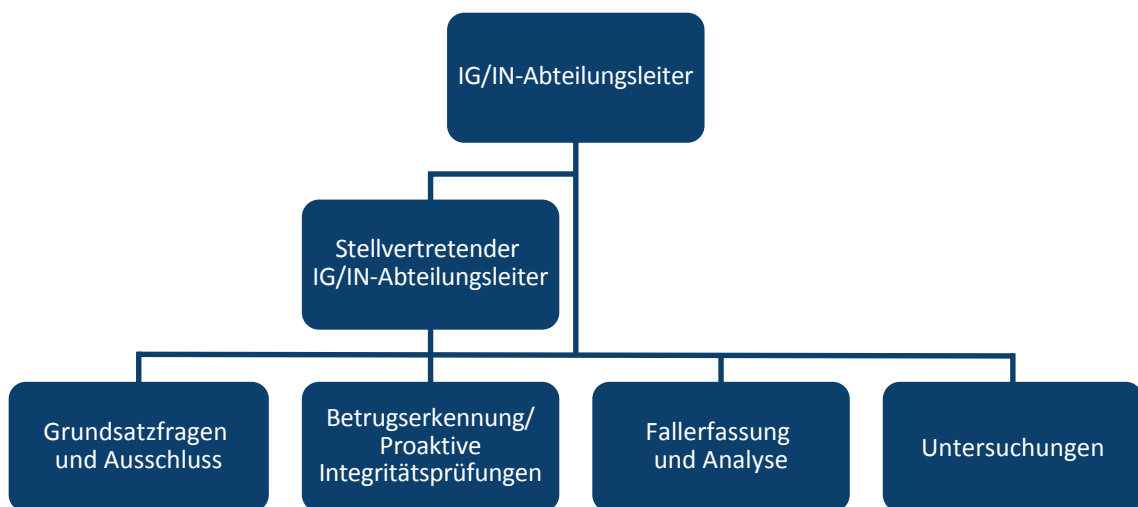 IG/IN-Abteilungsleiter
Stellvertretender
IG/IN-Abteilungsleiter
Grundsatzfragen
und Ausschluss
Betrugserkennung/
Proaktive
Integritätsprüfungen
Fallerfassung
und Analyse
Untersuchungen